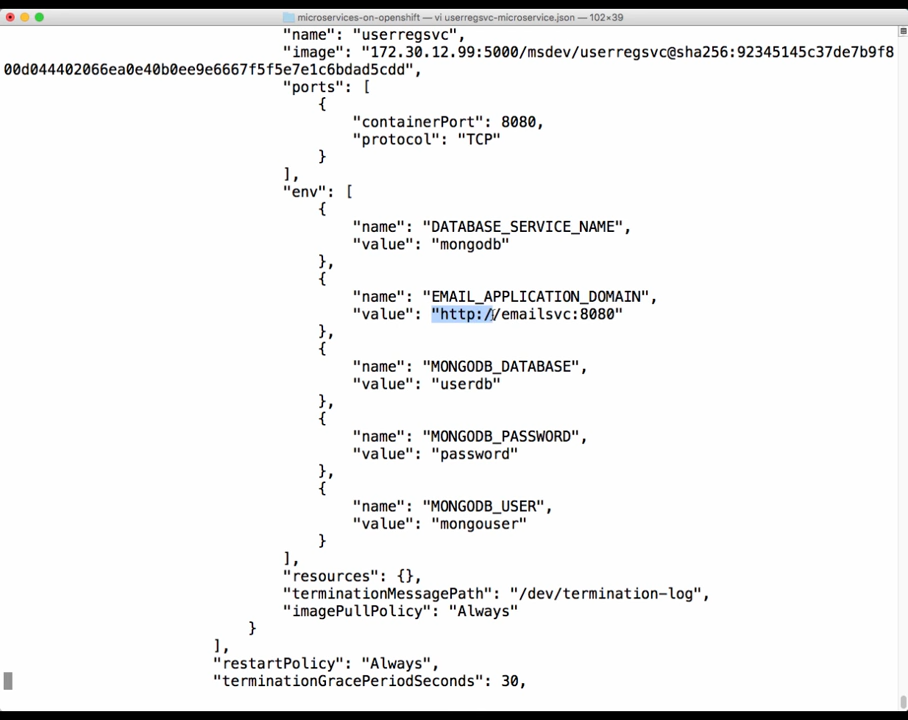 microservices-on-openshift — vi userregsvc-microservice.json — 102×39
"name": "userregsvc",
"image": "172.30.12.99:5000/msdev/userregsvc@sha256:92345145c37de7b9f8
00d044402066ea0e40b0ee9e6667f5f5e7e1c6bdad5cdd",
"ports": [
{
"containerPort": 8080,
"protocol": "TCP"
}
],
"env": [
{
"name": "DATABASE_SERVICE_NAME",
"value": "mongodb"
},
{
"name": "EMAIL_APPLICATION_DOMAIN",
"value": "http://emailsvc:8080"
},
{
"name": "MONGODB_DATABASE",
"value": "userdb"
},
{
"name": "MONGODB_PASSWORD",
"value": "password"
},
{
"name": "MONGODB_USER",
"value": "mongouser"
}
],
"resources": {},
"terminationMessagePath": "/dev/termination-log",
"imagePullPolicy": "Always"
}
],
"restartPolicy": "Always",
"terminationGracePeriodSeconds": 30,